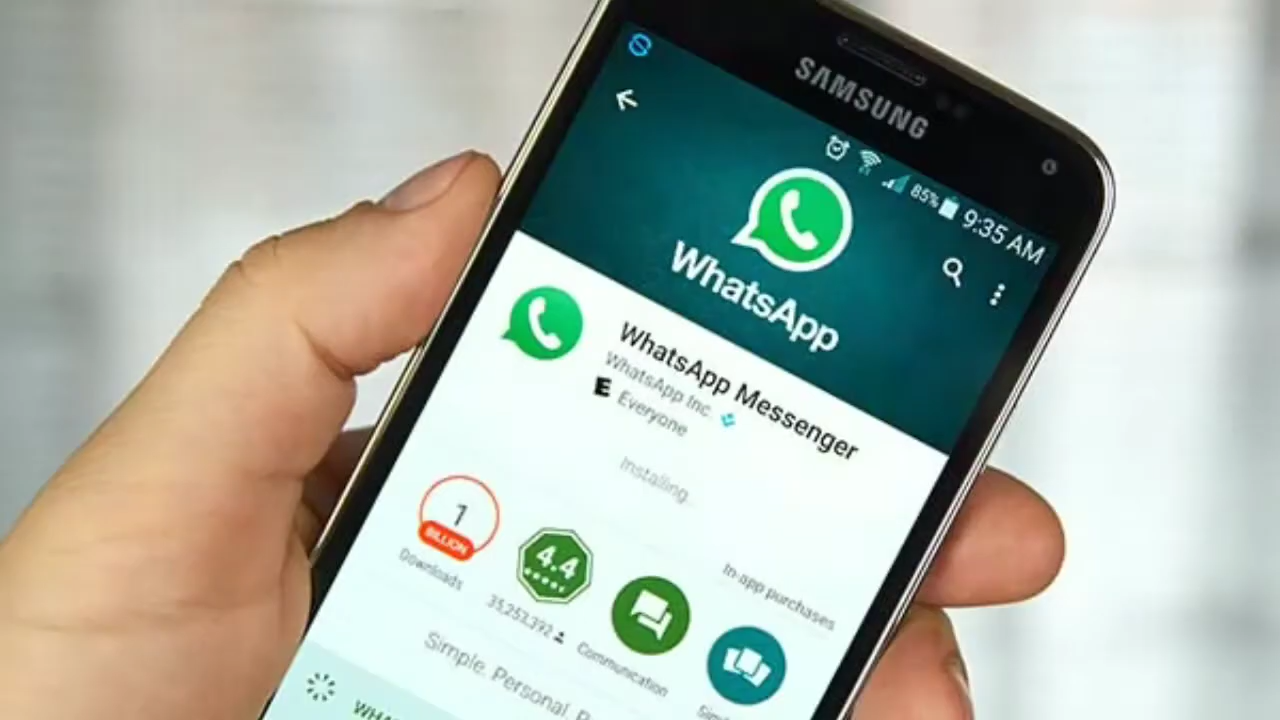 SAMSUNG
85% 9:35 AM
WhatsApp
WhatsApp Messenger
WhatsApp Inc.
E Everyone
Installing..
In-app purchases
1
BILLION
Downloads
4.4
35,253,392
Communication
Simple. Personal.